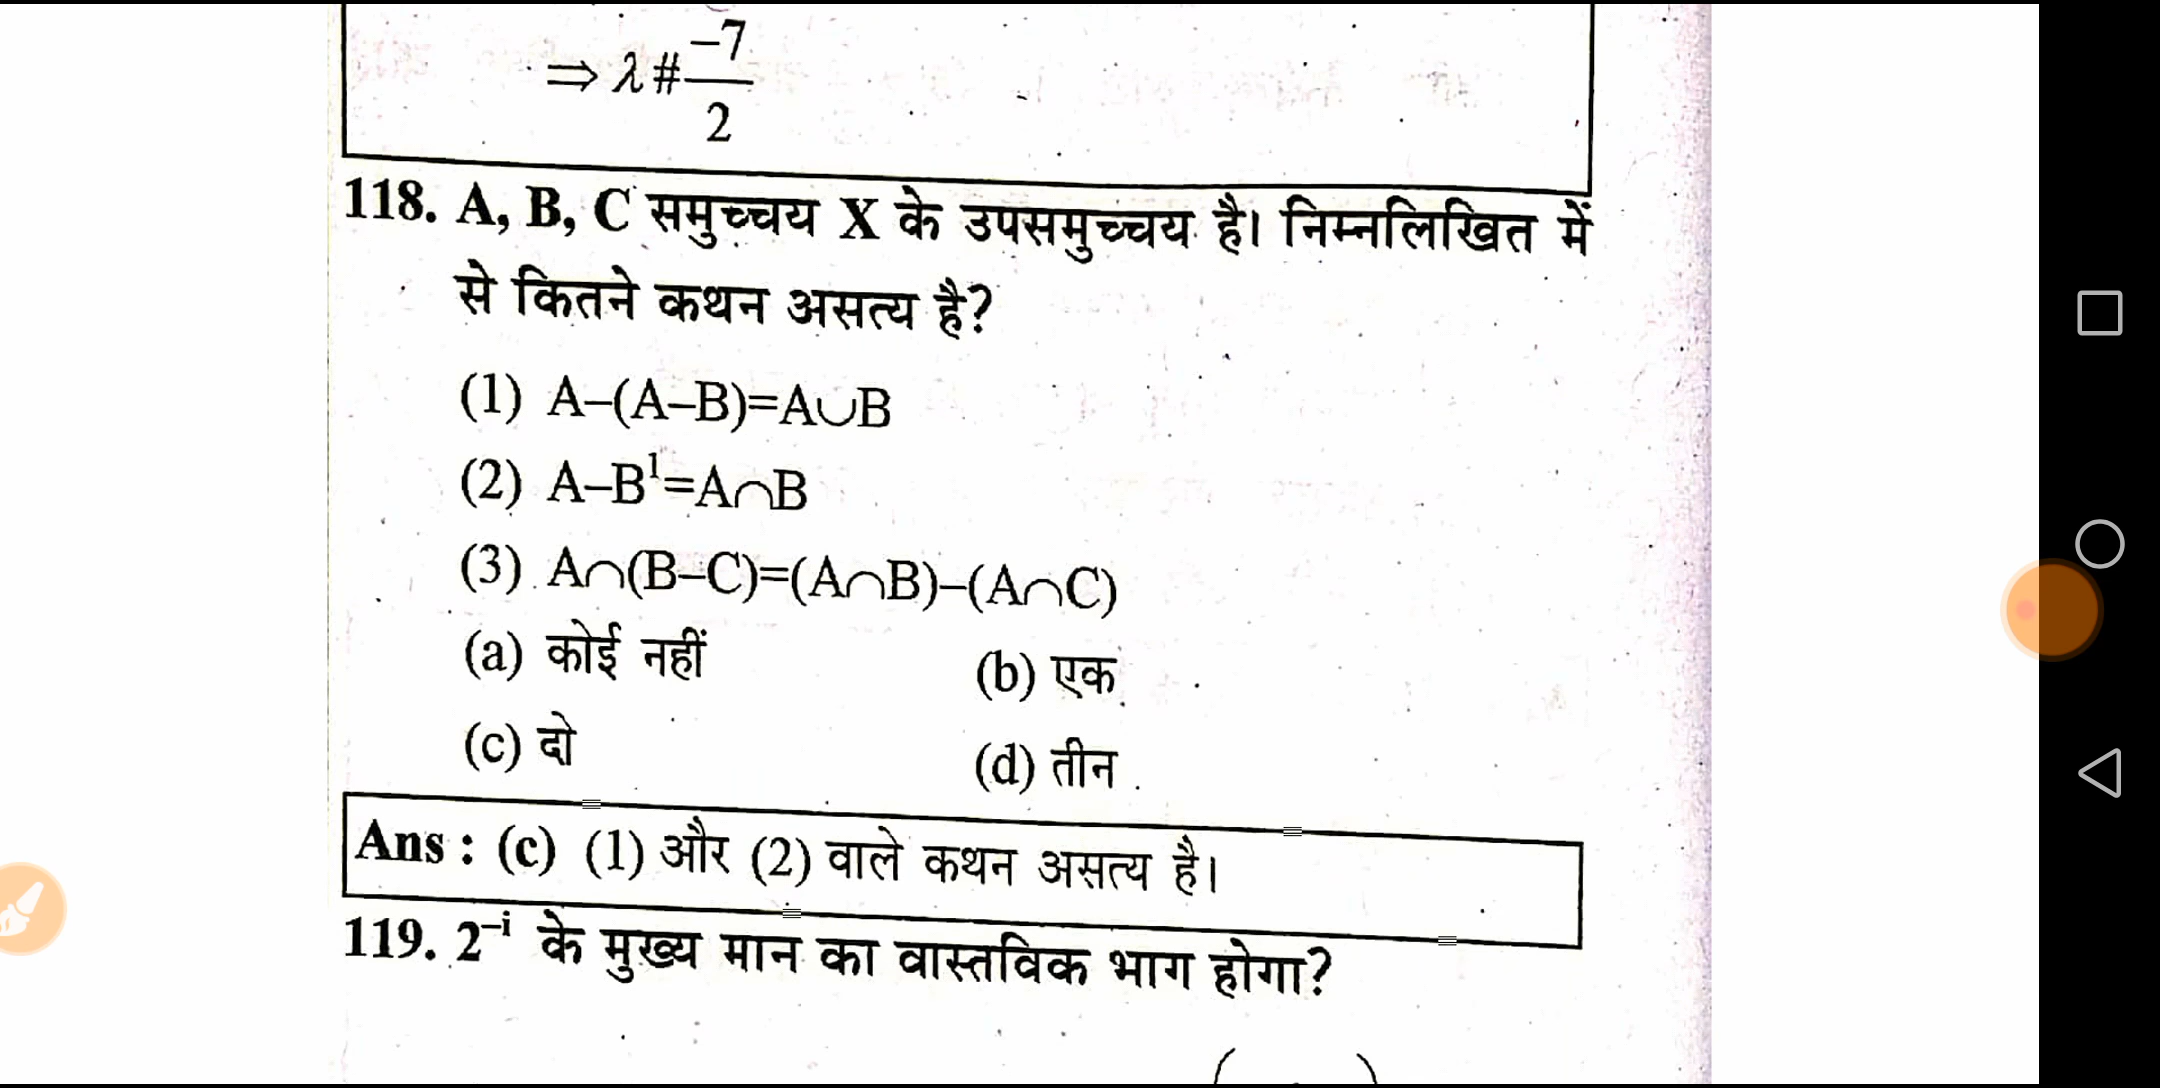 ⇒ λ # -7/2
118. A, B, C समुच्चय X के उपसमुच्चय है। निम्नलिखित में
से कितने कथन असत्य है?
(1) A–(A–B)=A∪B
(2) A–B¹=A∩B
(3) A∩(B–C)=(A∩B)–(A∩C)
(a) कोई नहीं (b) एक
(c) दो (d) तीन
Ans : (c) (1) और (2) वाले कथन असत्य है।
119. 2⁻ⁱ के मुख्य मान का वास्तविक भाग होगा?